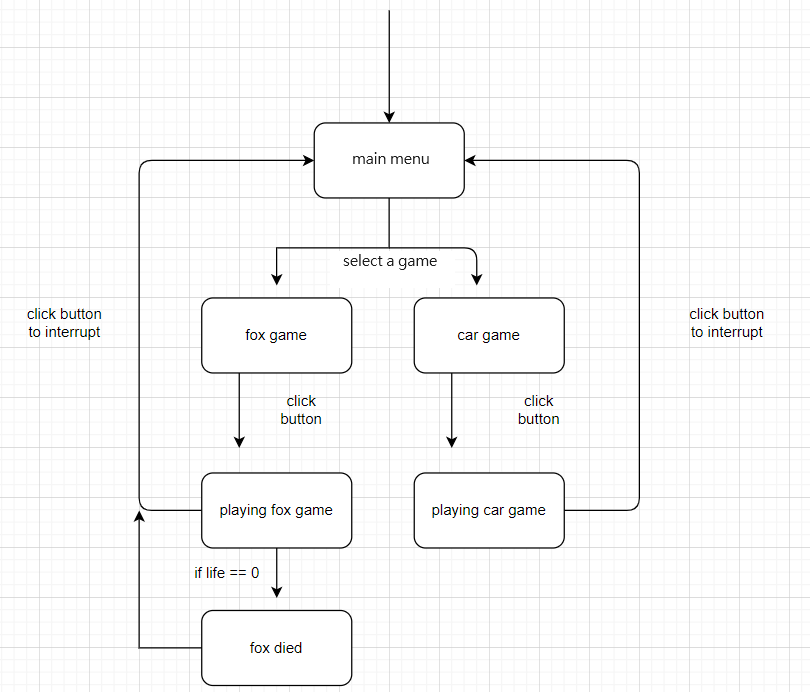 main menu
select a game
click button
to interrupt
click button
to interrupt
fox game
car game
click
button
click
button
playing fox game
playing car game
if life == 0
fox died